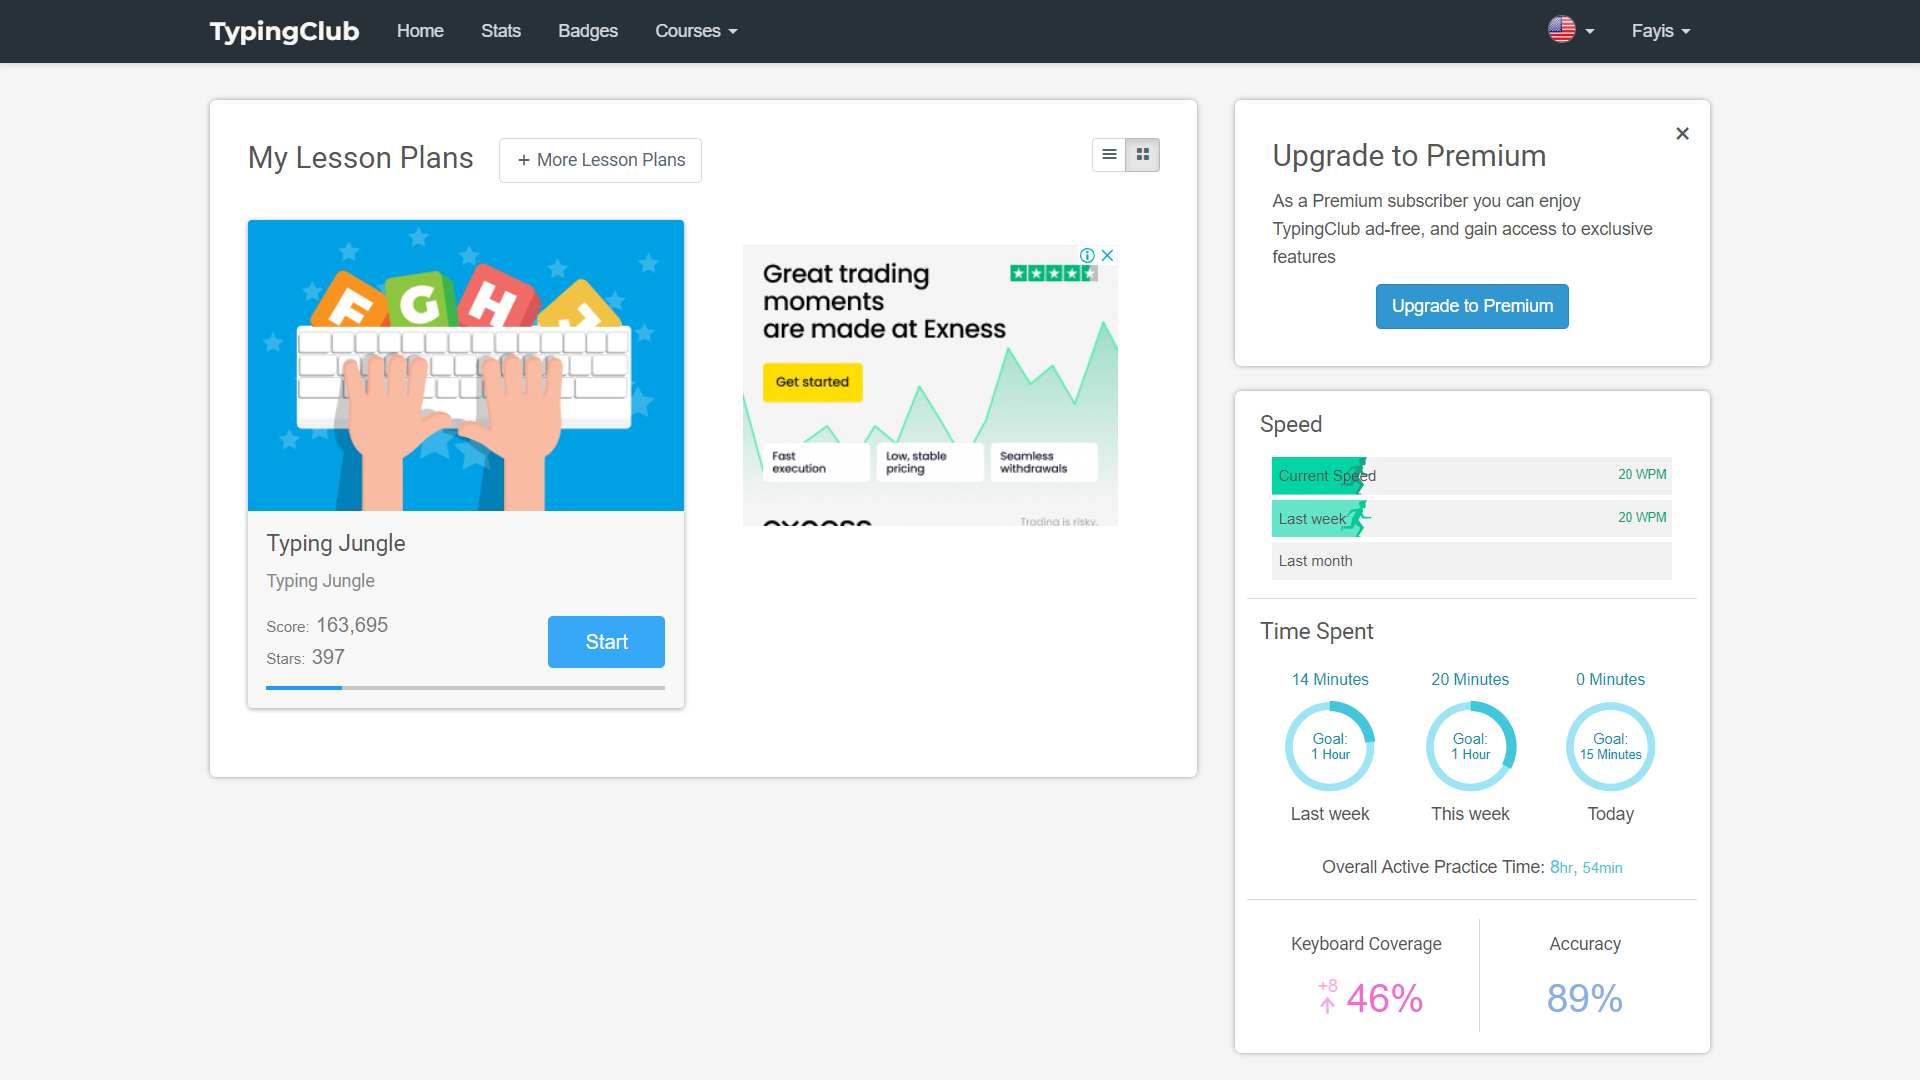 TypingClub
Home
Stats
Badges
Courses
Fayis
My Lesson Plans
+ More Lesson Plans
F G H J
Typing Jungle
Typing Jungle
Score: 163,695
Stars: 397
Start
Great trading
moments
are made at Exness
Get started
Fast
execution
Low, stable
pricing
Seamless
withdrawals
exness
Trading is risky.
Upgrade to Premium
As a Premium subscriber you can enjoy
TypingClub ad-free, and gain access to exclusive
features
Upgrade to Premium
Speed
Current Speed
20 WPM
Last week
20 WPM
Last month
Time Spent
14 Minutes
Goal:
1 Hour
Last week
20 Minutes
Goal:
1 Hour
This week
0 Minutes
Goal:
15 Minutes
Today
Overall Active Practice Time: 8hr, 54min
Keyboard Coverage
+8
46%
Accuracy
89%